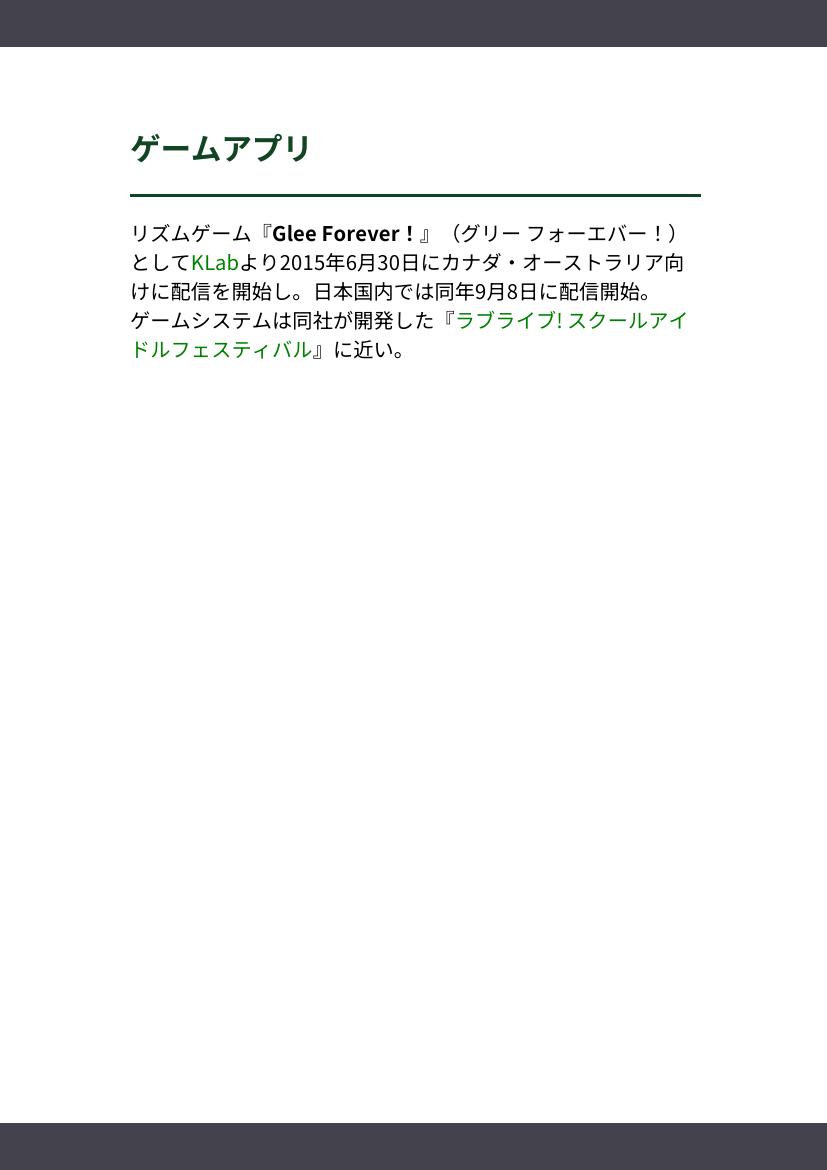 ゲームアプリ
リズムゲーム『Glee Forever！』（グリー フォーエバー！）
としてKLabより2015年6月30日にカナダ・オーストラリア向
けに配信を開始し。日本国内では同年9月8日に配信開始。
ゲームシステムは同社が開発した『ラブライブ! スクールアイ
ドルフェスティバル』に近い。